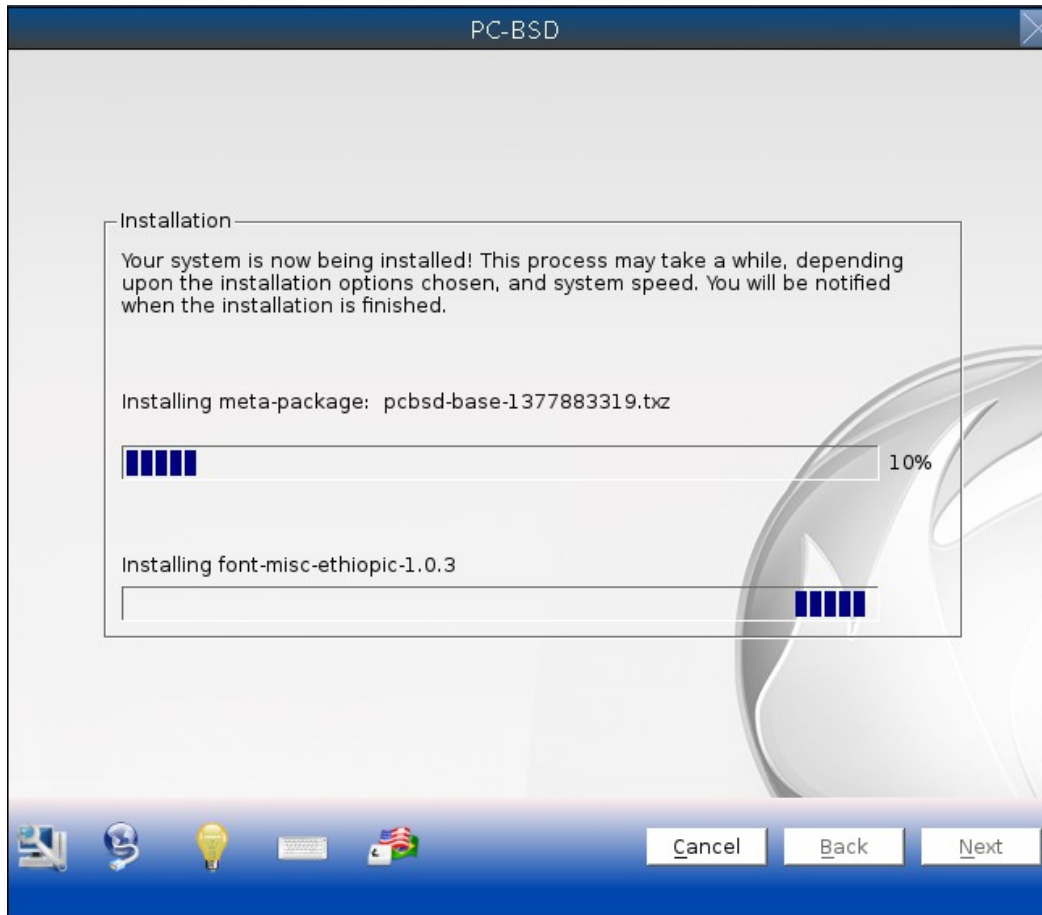 PC-BSD
Installation
Your system is now being installed! This process may take a while, depending
upon the installation options chosen, and system speed. You will be notified
when the installation is finished.
Installing meta-package: pcbsd-base-1377883319.txz
10%
Installing font-misc-ethiopic-1.0.3
Cancel
Back
Next